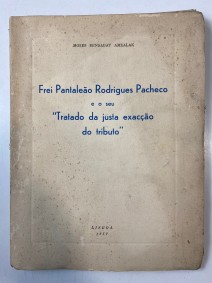 MOSES BENSABAT AMZALAK
Frei Pantaleão Rodrigues Pacheco
e o seu
"Tratado da justa exacção
do tributo"
LISBOA